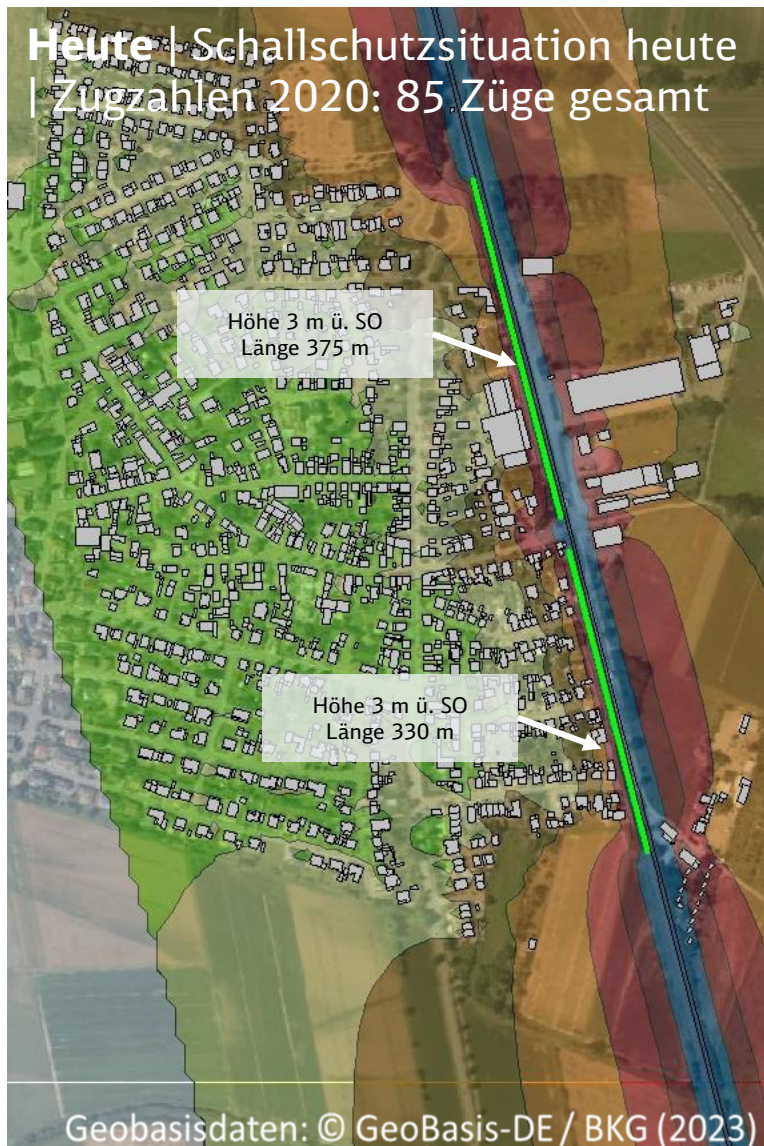 Heute | Schallschutzsituation heute
| Zugzahlen 2020: 85 Züge gesamt
Höhe 3 m ü. SO
Länge 375 m
Höhe 3 m ü. SO
Länge 330 m
Geobasisdaten: © GeoBasis-DE / BKG (2023)